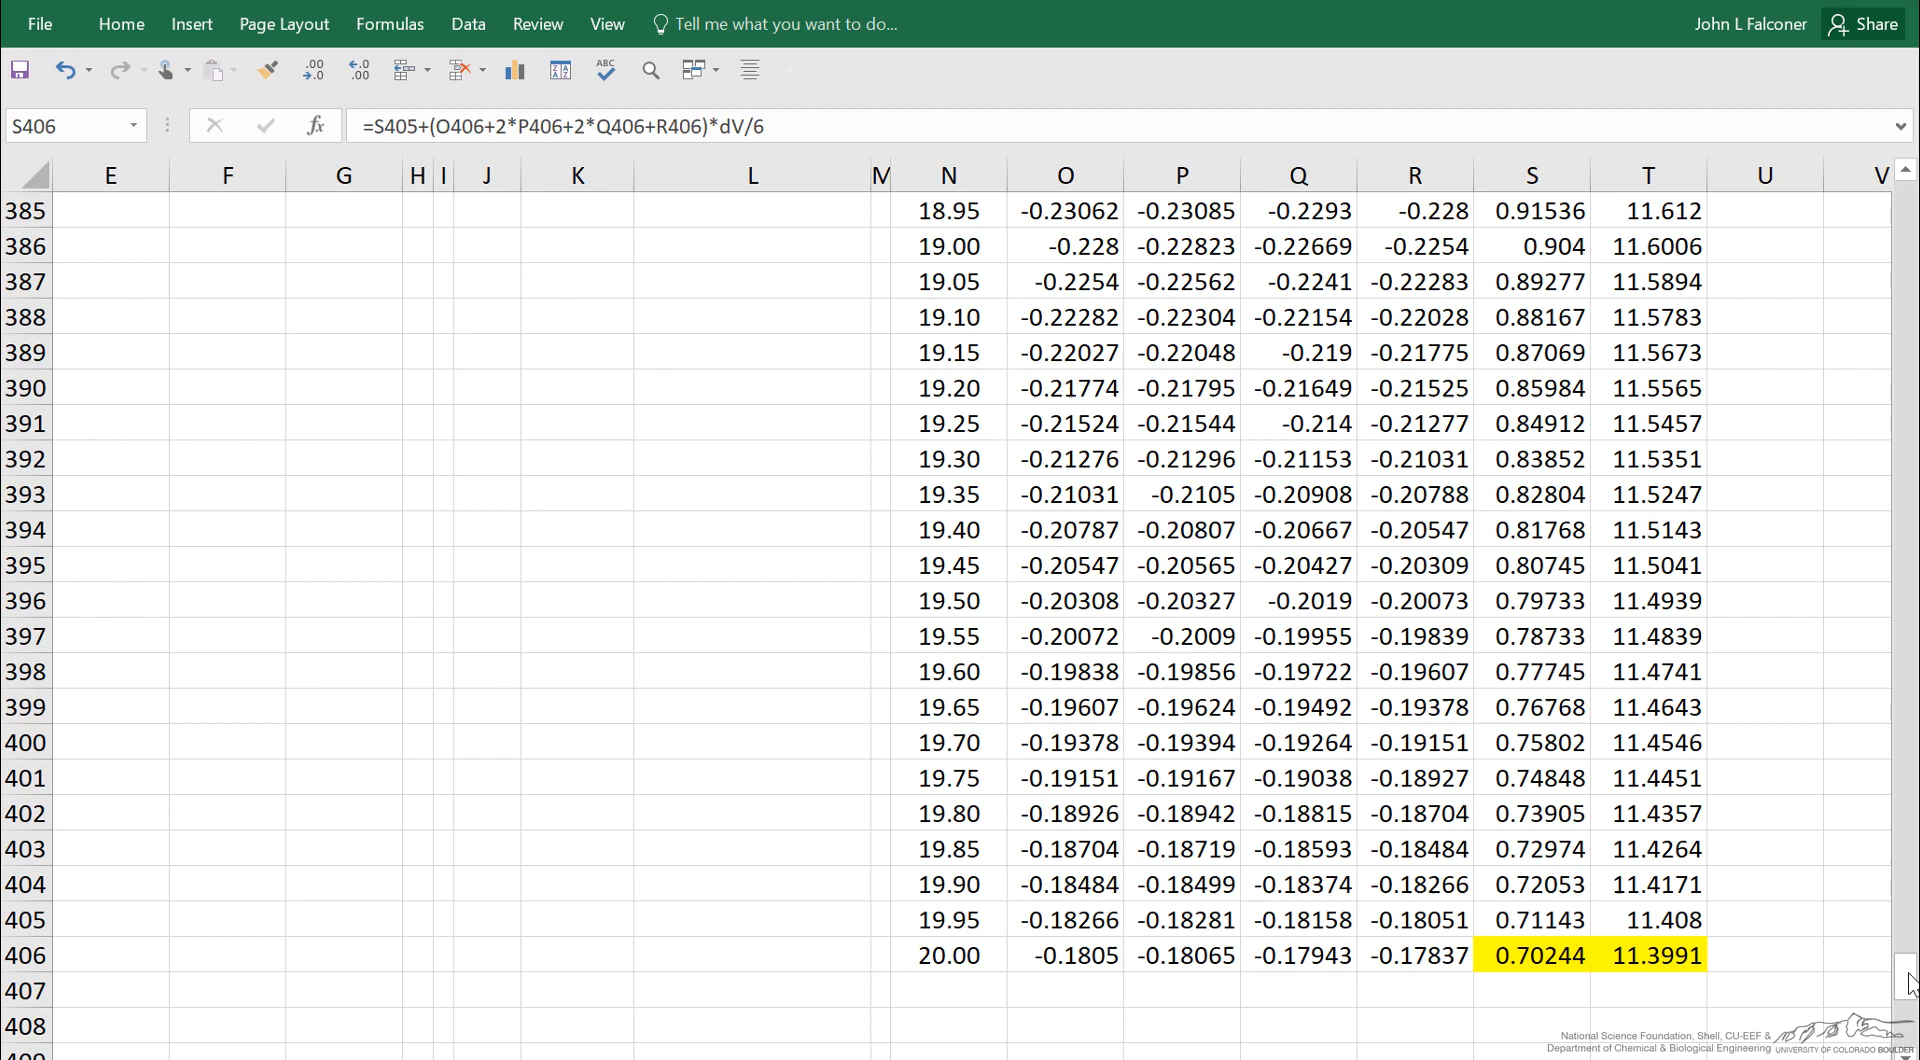 File Home Insert Page Layout Formulas Data Review View Tell me what you want to do... John L Falconer Share
S406 fx =S405+(O406+2*P406+2*Q406+R406)*dV/6
E F G H I J K L M N O P Q R S T U V
385 18.95 -0.23062 -0.23085 -0.2293 -0.228 0.91536 11.612
386 19.00 -0.228 -0.22823 -0.22669 -0.2254 0.904 11.6006
387 19.05 -0.2254 -0.22562 -0.2241 -0.22283 0.89277 11.5894
388 19.10 -0.22282 -0.22304 -0.22154 -0.22028 0.88167 11.5783
389 19.15 -0.22027 -0.22048 -0.219 -0.21775 0.87069 11.5673
390 19.20 -0.21774 -0.21795 -0.21649 -0.21525 0.85984 11.5565
391 19.25 -0.21524 -0.21544 -0.214 -0.21277 0.84912 11.5457
392 19.30 -0.21276 -0.21296 -0.21153 -0.21031 0.83852 11.5351
393 19.35 -0.21031 -0.2105 -0.20908 -0.20788 0.82804 11.5247
394 19.40 -0.20787 -0.20807 -0.20667 -0.20547 0.81768 11.5143
395 19.45 -0.20547 -0.20565 -0.20427 -0.20309 0.80745 11.5041
396 19.50 -0.20308 -0.20327 -0.2019 -0.20073 0.79733 11.4939
397 19.55 -0.20072 -0.2009 -0.19955 -0.19839 0.78733 11.4839
398 19.60 -0.19838 -0.19856 -0.19722 -0.19607 0.77745 11.4741
399 19.65 -0.19607 -0.19624 -0.19492 -0.19378 0.76768 11.4643
400 19.70 -0.19378 -0.19394 -0.19264 -0.19151 0.75802 11.4546
401 19.75 -0.19151 -0.19167 -0.19038 -0.18927 0.74848 11.4451
402 19.80 -0.18926 -0.18942 -0.18815 -0.18704 0.73905 11.4357
403 19.85 -0.18704 -0.18719 -0.18593 -0.18484 0.72974 11.4264
404 19.90 -0.18484 -0.18499 -0.18374 -0.18266 0.72053 11.4171
405 19.95 -0.18266 -0.18281 -0.18158 -0.18051 0.71143 11.408
406 20.00 -0.1805 -0.18065 -0.17943 -0.17837 0.70244 11.3991
407
408
409
National Science Foundation, Shell, CU-EEF &
Department of Chemical & Biological Engineering UNIVERSITY OF COLORADO BOULDER